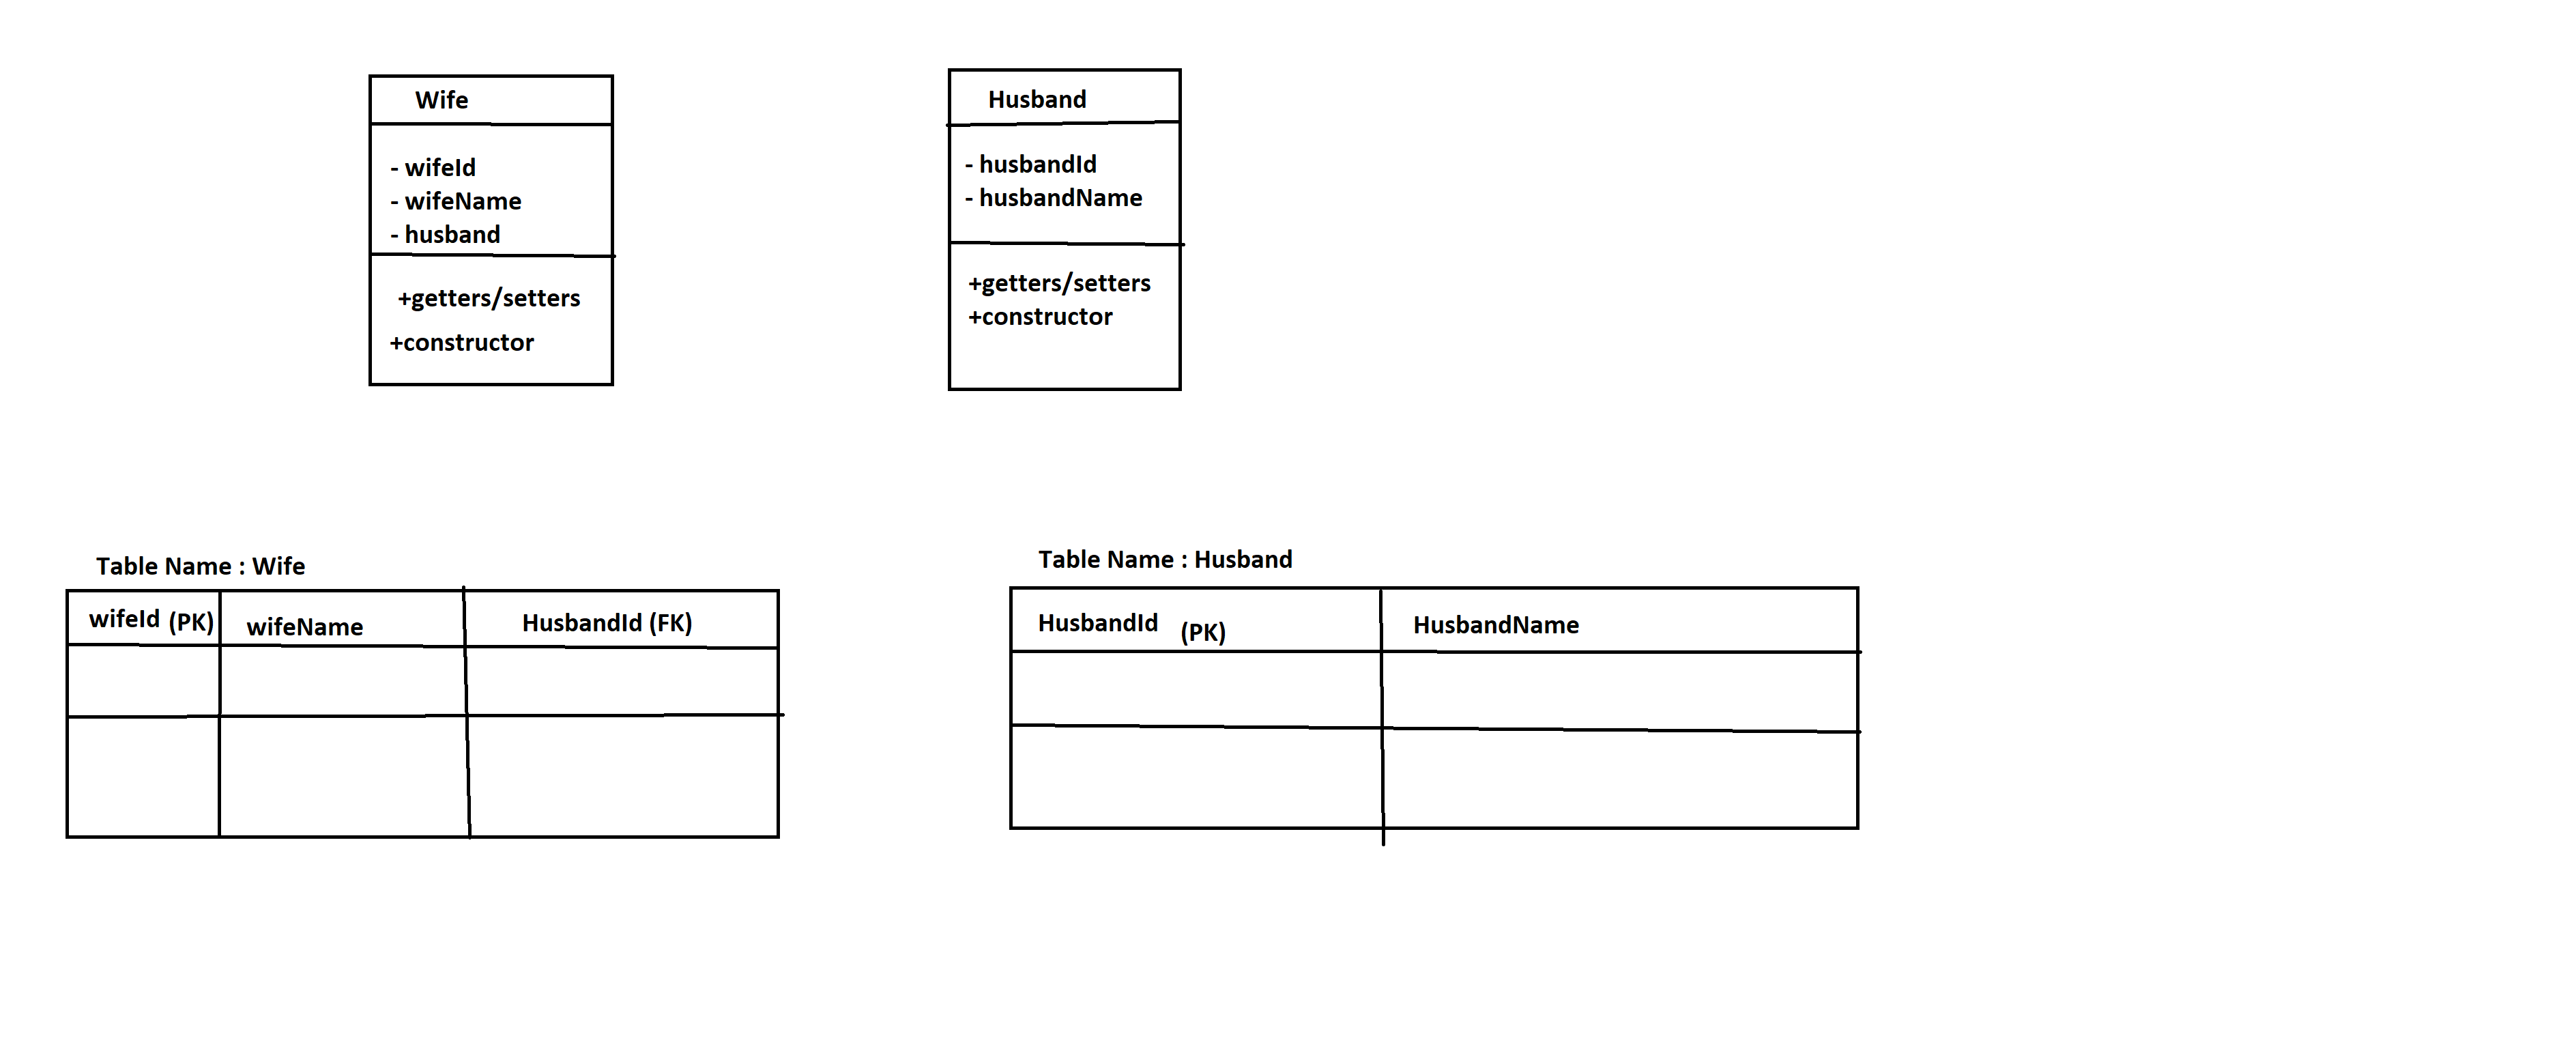 Wife
- wifeId
- wifeName
- husband
+getters/setters
+constructor
Husband
- husbandId
- husbandName
+getters/setters
+constructor
Table Name : Wife
wifeId (PK) wifeName HusbandId (FK)
Table Name : Husband
HusbandId (PK) HusbandName